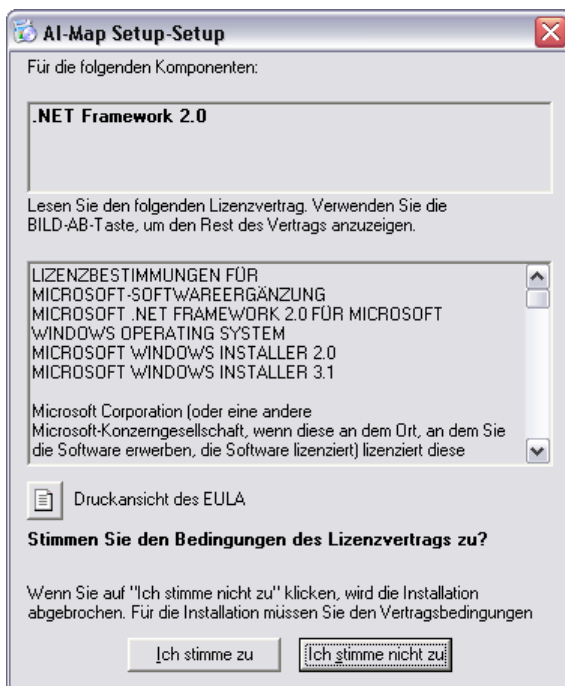 AI-Map Setup-Setup
Für die folgenden Komponenten:
.NET Framework 2.0
Lesen Sie den folgenden Lizenzvertrag. Verwenden Sie die
BILD-AB-Taste, um den Rest des Vertrags anzuzeigen.
LIZENZBESTIMMUNGEN FÜR
MICROSOFT-SOFTWAREERGÄNZUNG
MICROSOFT .NET FRAMEWORK 2.0 FÜR MICROSOFT
WINDOWS OPERATING SYSTEM
MICROSOFT WINDOWS INSTALLER 2.0
MICROSOFT WINDOWS INSTALLER 3.1
Microsoft Corporation (oder eine andere
Microsoft-Konzerngesellschaft, wenn diese an dem Ort, an dem Sie
die Software erwerben, die Software lizenziert) lizenziert diese
Druckansicht des EULA
Stimmen Sie den Bedingungen des Lizenzvertrags zu?
Wenn Sie auf "Ich stimme nicht zu" klicken, wird die Installation
abgebrochen. Für die Installation müssen Sie den Vertragsbedingungen
Ich stimme zu
Ich stimme nicht zu